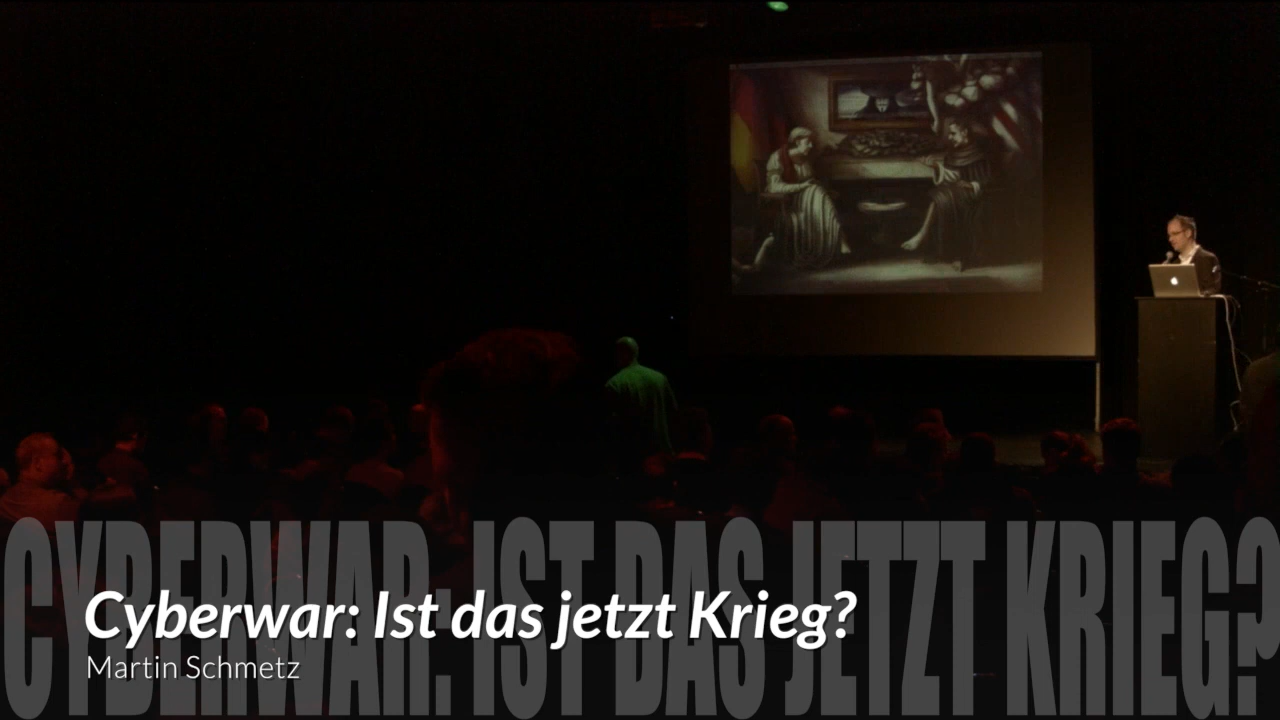 CYBERWAR: IST DAS JETZT KRIEG?
Cyberwar: Ist das jetzt Krieg?
Martin Schmetz